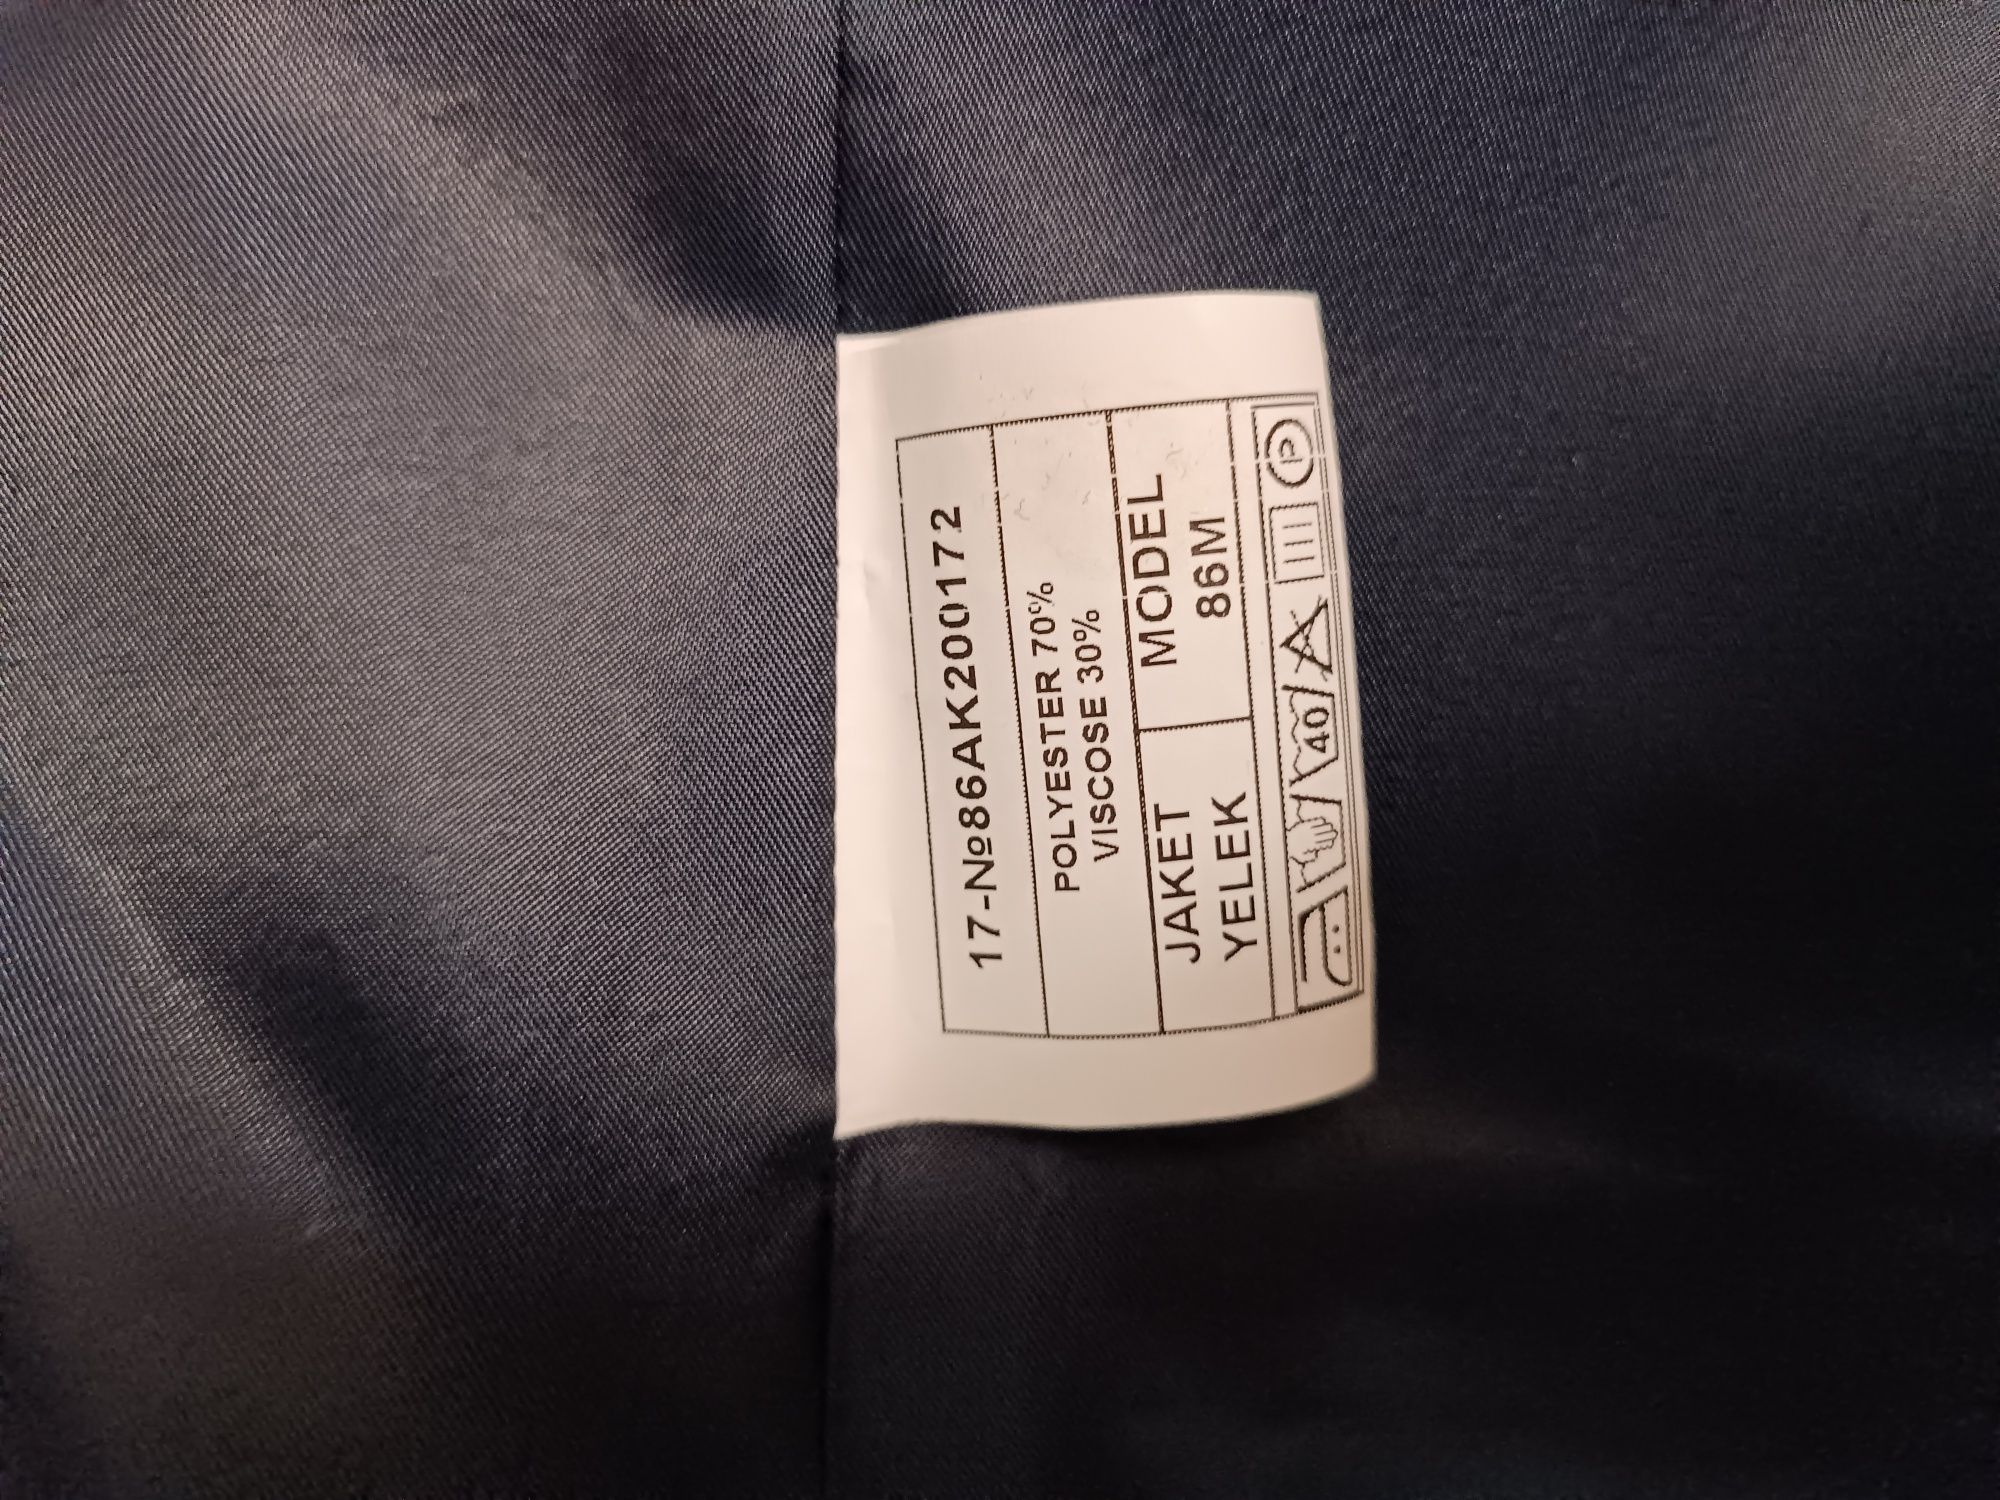 17-№86AK200172
POLYESTER 70%
VISCOSE 30%
JAKET
YELEK
MODEL
86M
40